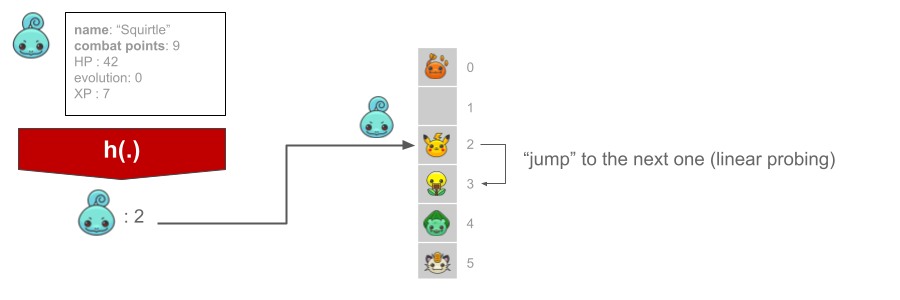 name: “Squirtle”
combat points: 9
HP : 42
evolution: 0
XP : 7
h(.)
: 2
0
1
2
3
4
5
“jump” to the next one (linear probing)